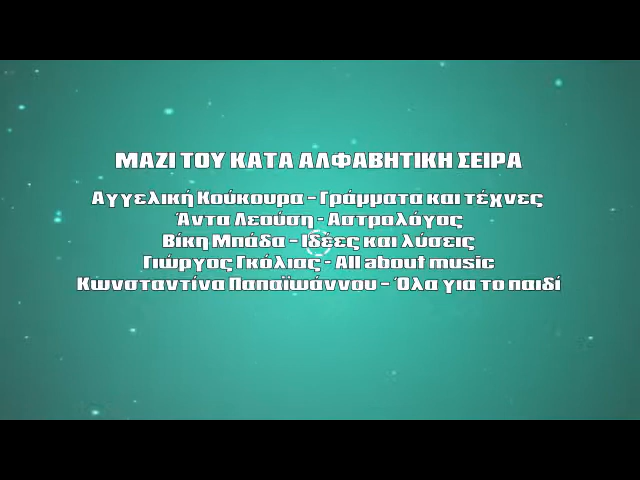 ΜΑΖΙ ΤΟΥ ΚΑΤΑ ΑΛΦΑΒΗΤΙΚΗ ΣΕΙΡΑ
Αγγελική Κούκουρα - Γράμματα και τέχνες
Άντα Λεούση - Αστρολόγος
Βίκη Μπάδα - Ιδέες και λύσεις
Γιώργος Γκόλιας - All about music
Κωνσταντίνα Παπαϊωάννου - Όλα για το παιδί